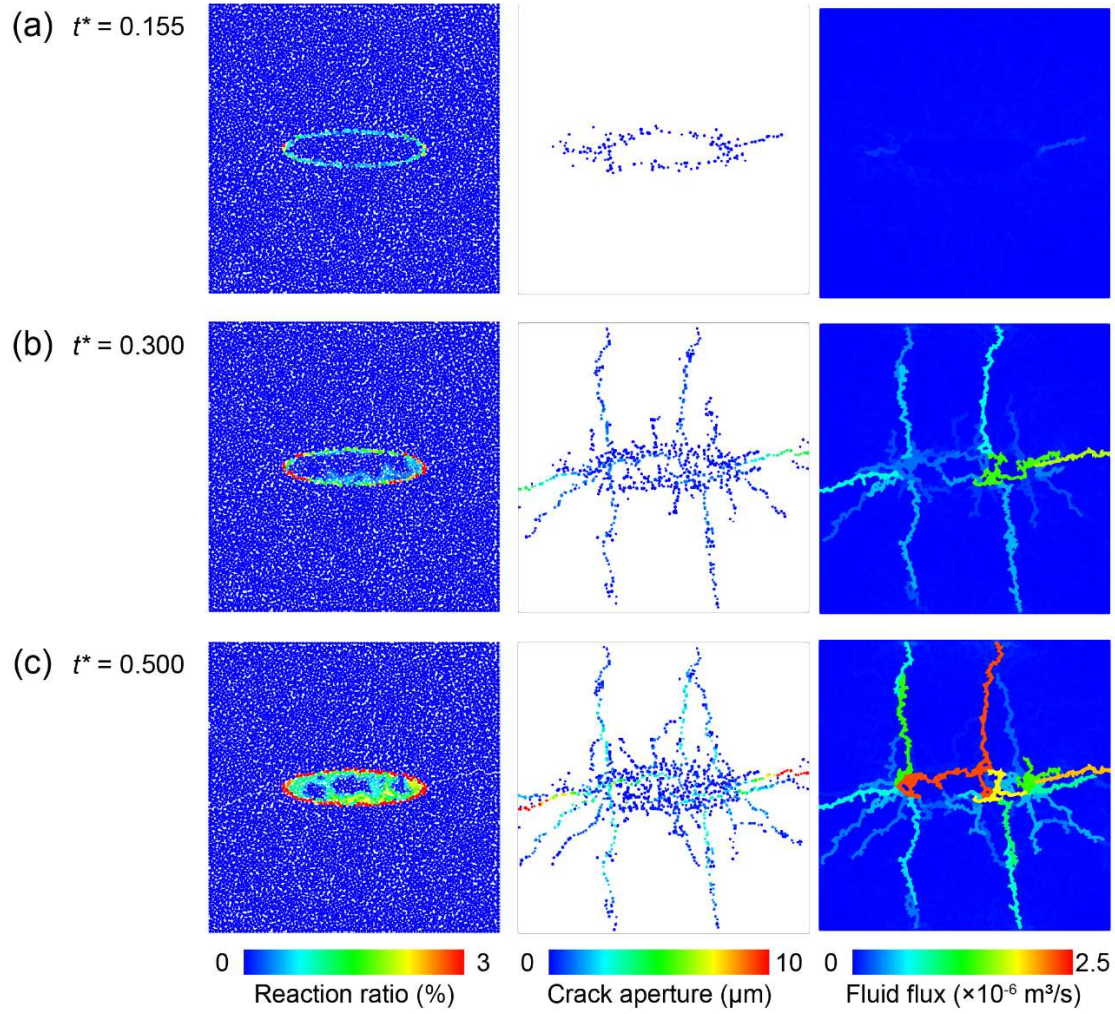 (a) t* = 0.155
(b) t* = 0.300
(c) t* = 0.500
0 3 0 10 0 2.5
Reaction ratio (%) Crack aperture (μm) Fluid flux (×10⁻⁶ m³/s)